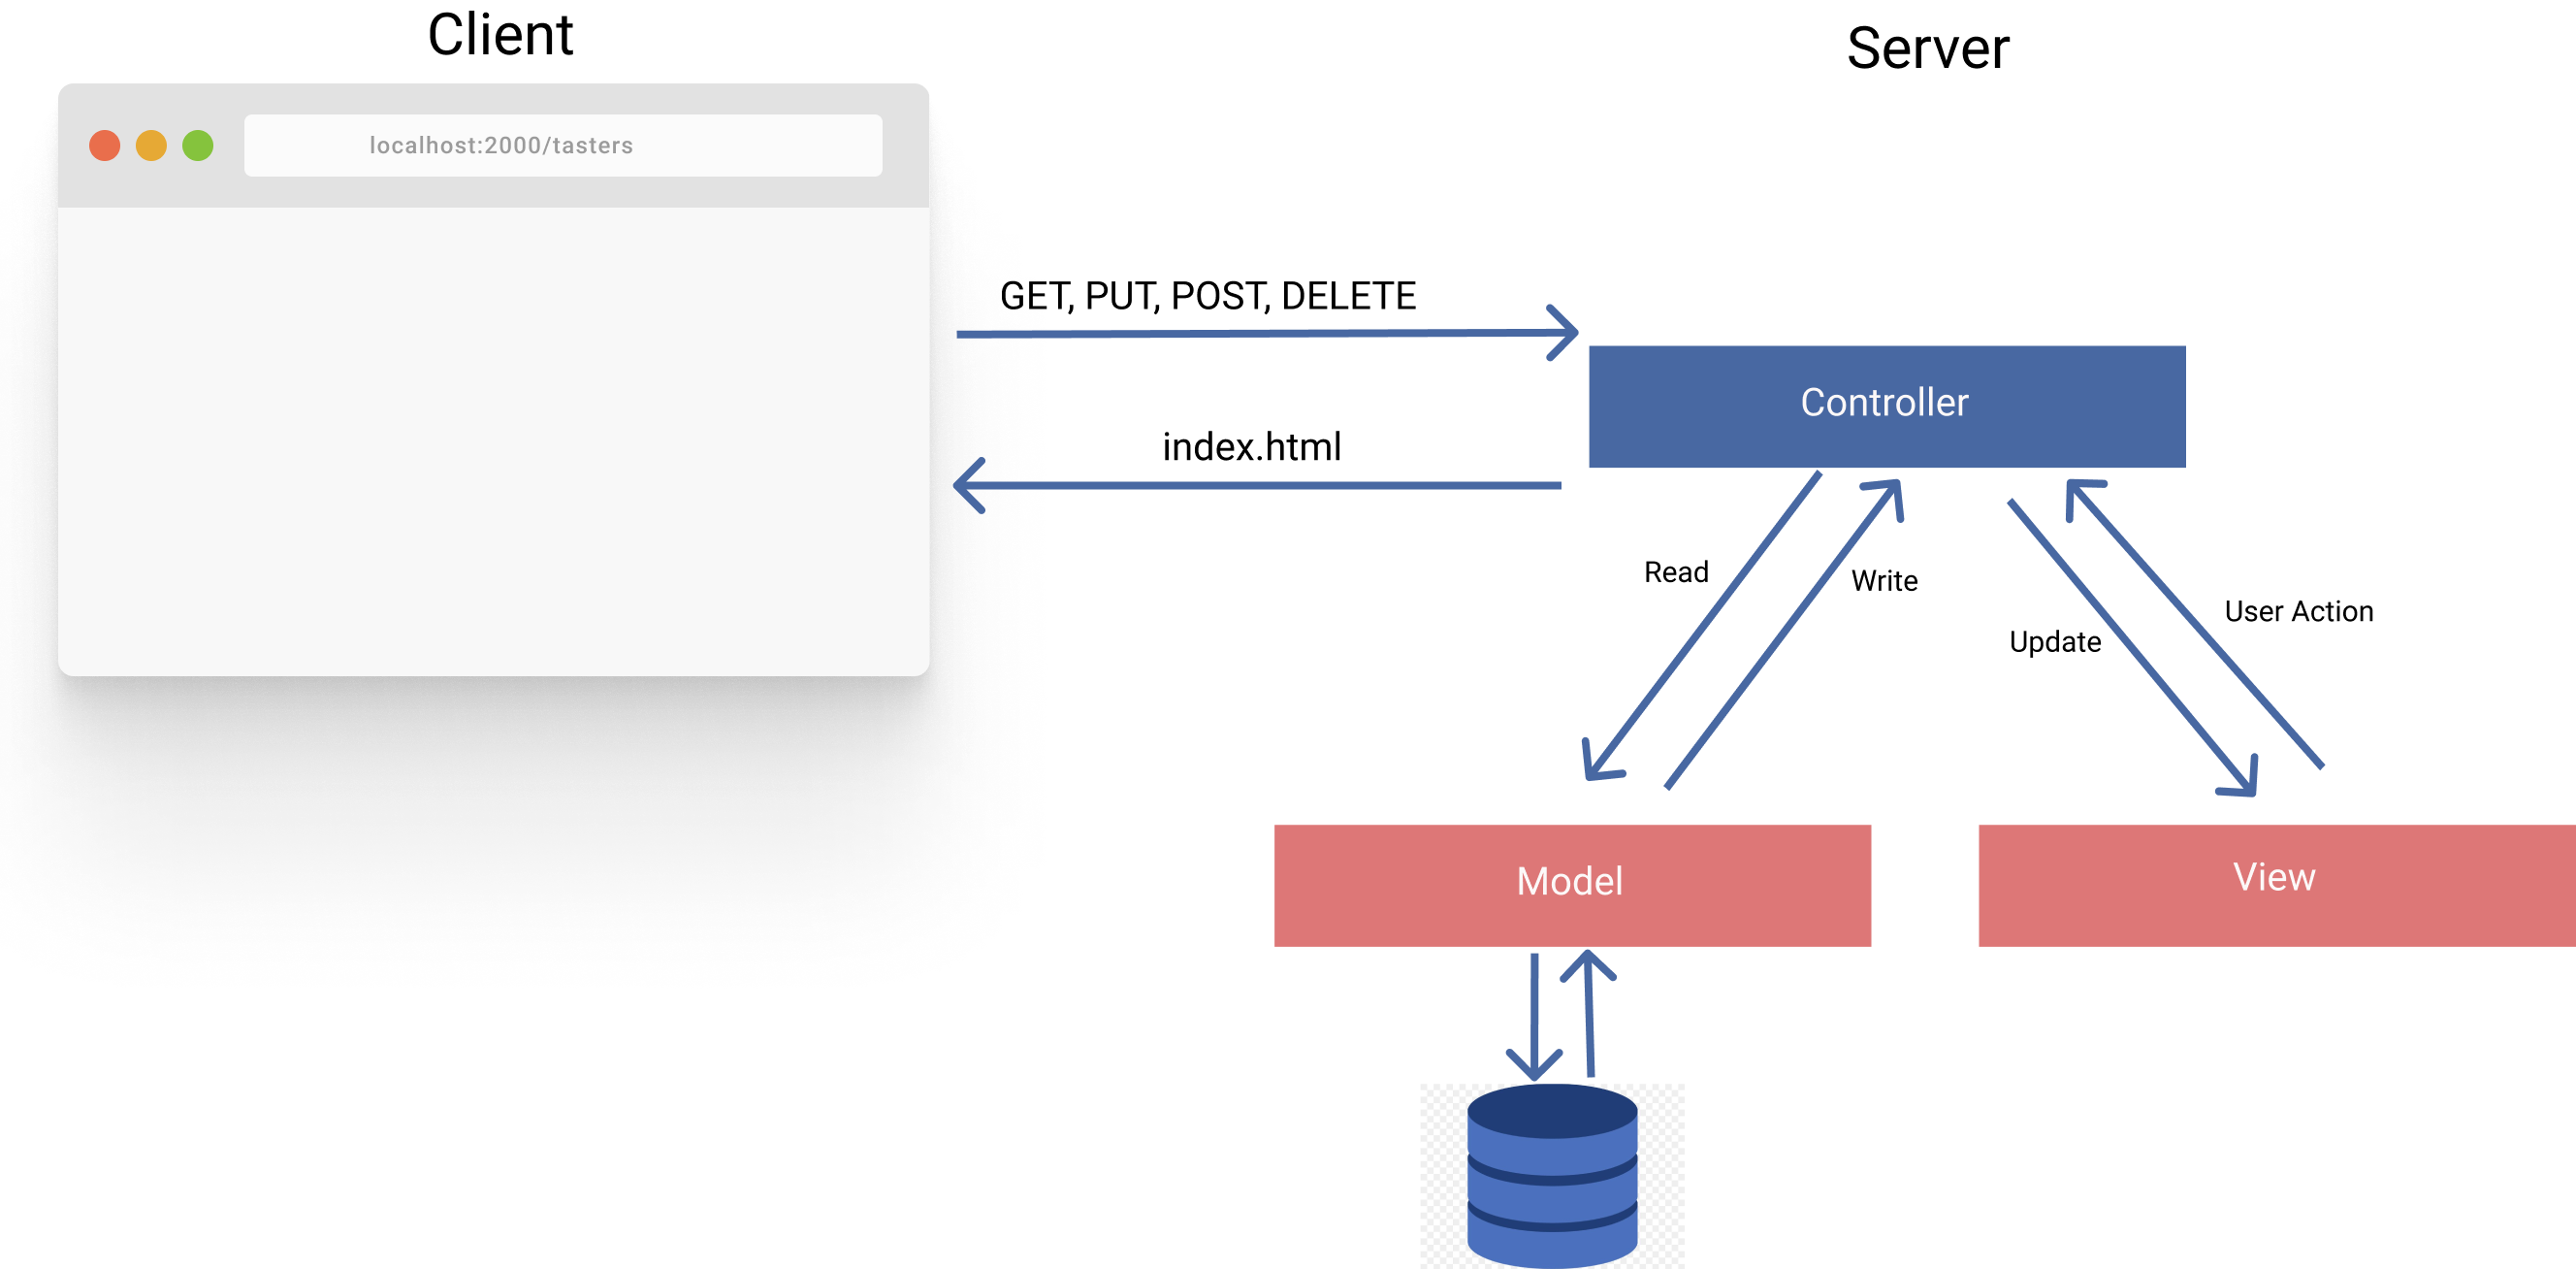 Client
Server
localhost:2000/tasters
GET, PUT, POST, DELETE
Controller
index.html
Read
Write
User Action
Update
Model
View